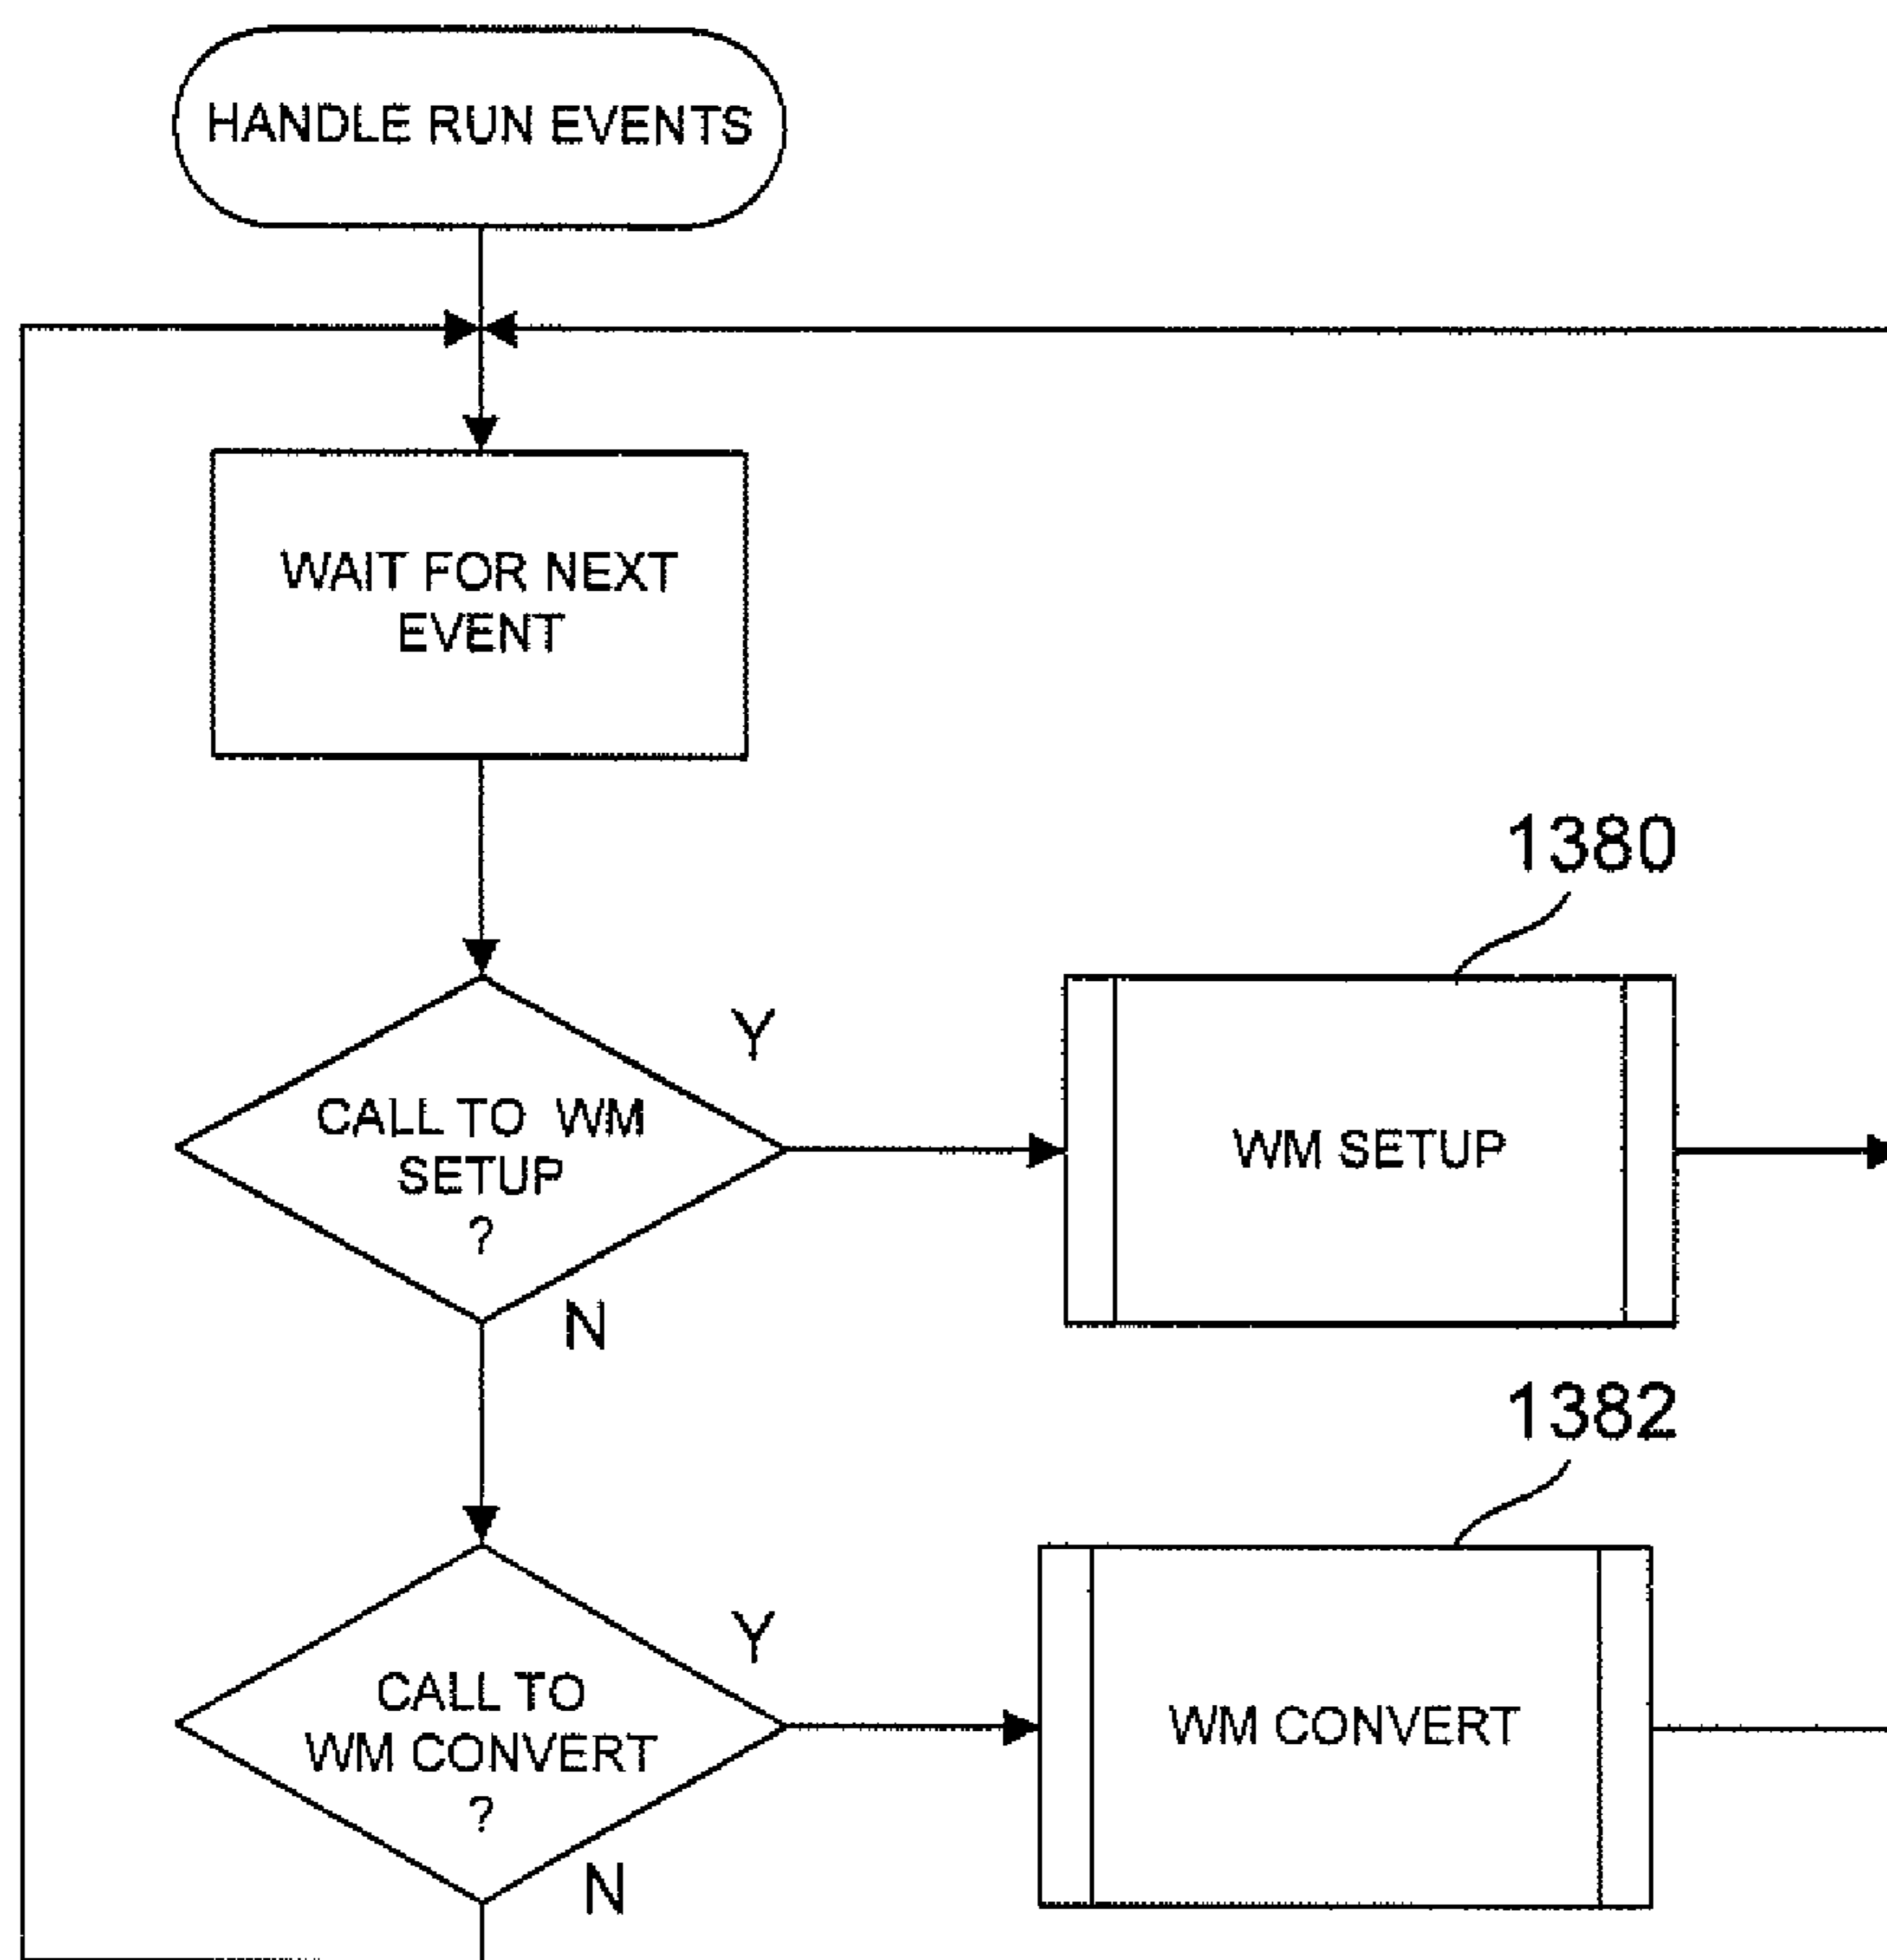 HANDLE RUN EVENTS
WAIT FOR NEXT
EVENT
1380
Y
CALL TO WM
SETUP
?
WM SETUP
N
1382
Y
CALL TO
WM CONVERT
?
WM CONVERT
N